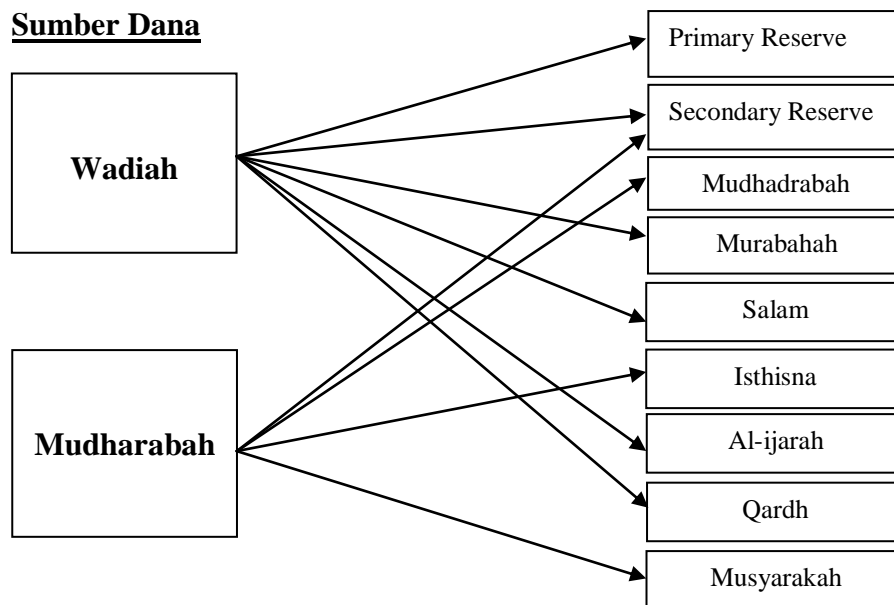 Sumber Dana
Wadiah
Mudharabah
Primary Reserve
Secondary Reserve
Mudhadrabah
Murabahah
Salam
Isthisna
Al-ijarah
Qardh
Musyarakah